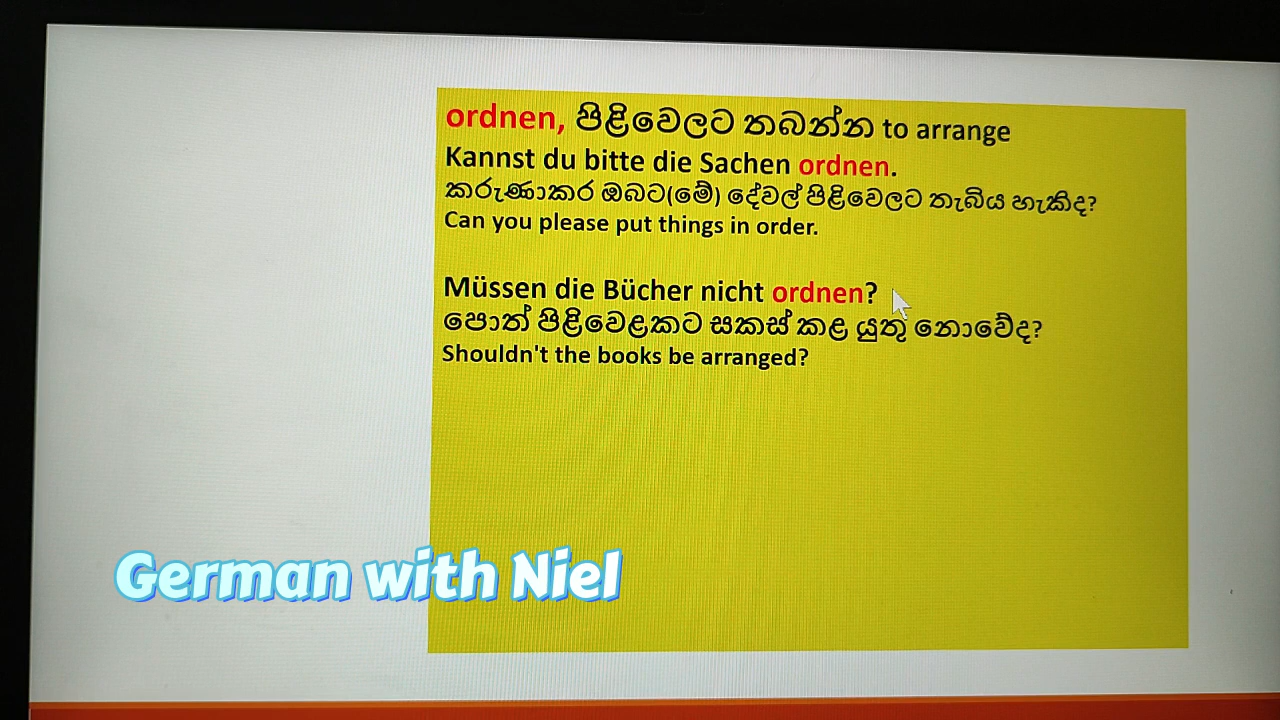 ordnen, පිළිවෙලට තබන්න to arrange
Kannst du bitte die Sachen ordnen.
කරුණාකර ඔබට(මේ) දේවල් පිළිවෙලට තැබිය හැකිද?
Can you please put things in order.
Müssen die Bücher nicht ordnen?
පොත් පිළිවෙළකට සකස් කළ යුතු නොවේද?
Shouldn't the books be arranged?
German with Niel